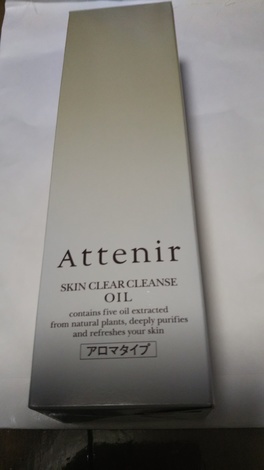 Attenir
SKIN CLEAR CLEANSE
OIL
contains five oil extracted
from natural plants, deeply purifies
and refreshes your skin
アロマタイプ